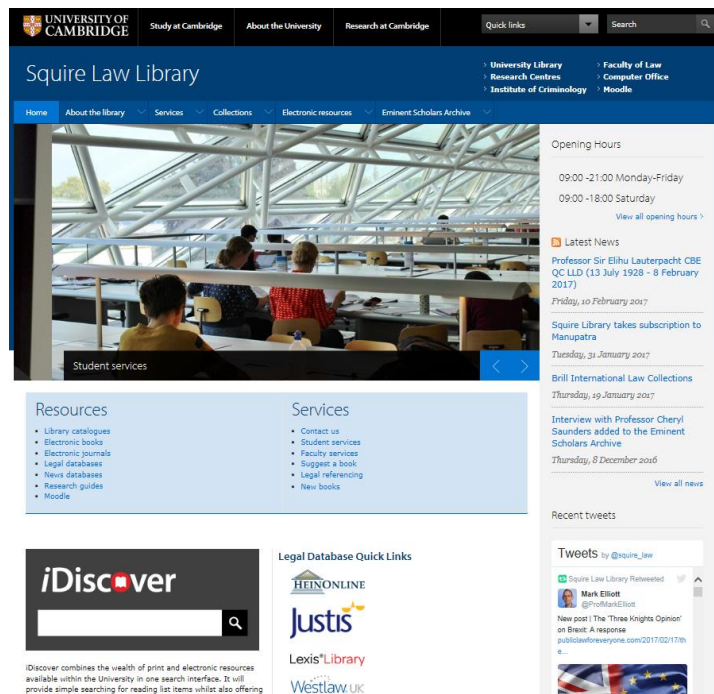 UNIVERSITY OF
CAMBRIDGE
Study at Cambridge
About the University
Research at Cambridge
Quick links
Search
Squire Law Library
University Library
Research Centres
Institute of Criminology
Faculty of Law
Computer Office
Moodle
Home
About the library
Services
Collections
Electronic resources
Eminent Scholars Archive
Student services
Opening Hours
09:00 -21:00 Monday-Friday
09:00 -18:00 Saturday
View all opening hours
Latest News
Professor Sir Elihu Lauterpacht CBE
QC LLD (13 July 1928 - 8 February
2017)
Friday, 10 February 2017
Squire Library takes subscription to
Manupatra
Tuesday, 31 January 2017
Brill International Law Collections
Thursday, 19 January 2017
Interview with Professor Cheryl
Saunders added to the Eminent
Scholars Archive
Thursday, 8 December 2016
View all news
Resources
Library catalogues
Electronic books
Electronic journals
Legal databases
News databases
Research guides
Moodle
Services
Contact us
Student services
Faculty services
Suggest a book
Legal referencing
New books
iDiscover
iDiscover combines the wealth of print and electronic resources
available within the University in one search interface. It will
provide simple searching for reading list items whilst also offering
Legal Database Quick Links
HEINONLINE
Justis
Lexis®Library
Westlaw UK
Recent tweets
Tweets by @squire_law
Squire Law Library Retweeted
Mark Elliott
@ProfMarkElliott
New post | The 'Three Knights Opinion'
on Brexit: A response
publiclawforeveryone.com/2017/02/17/th
e...